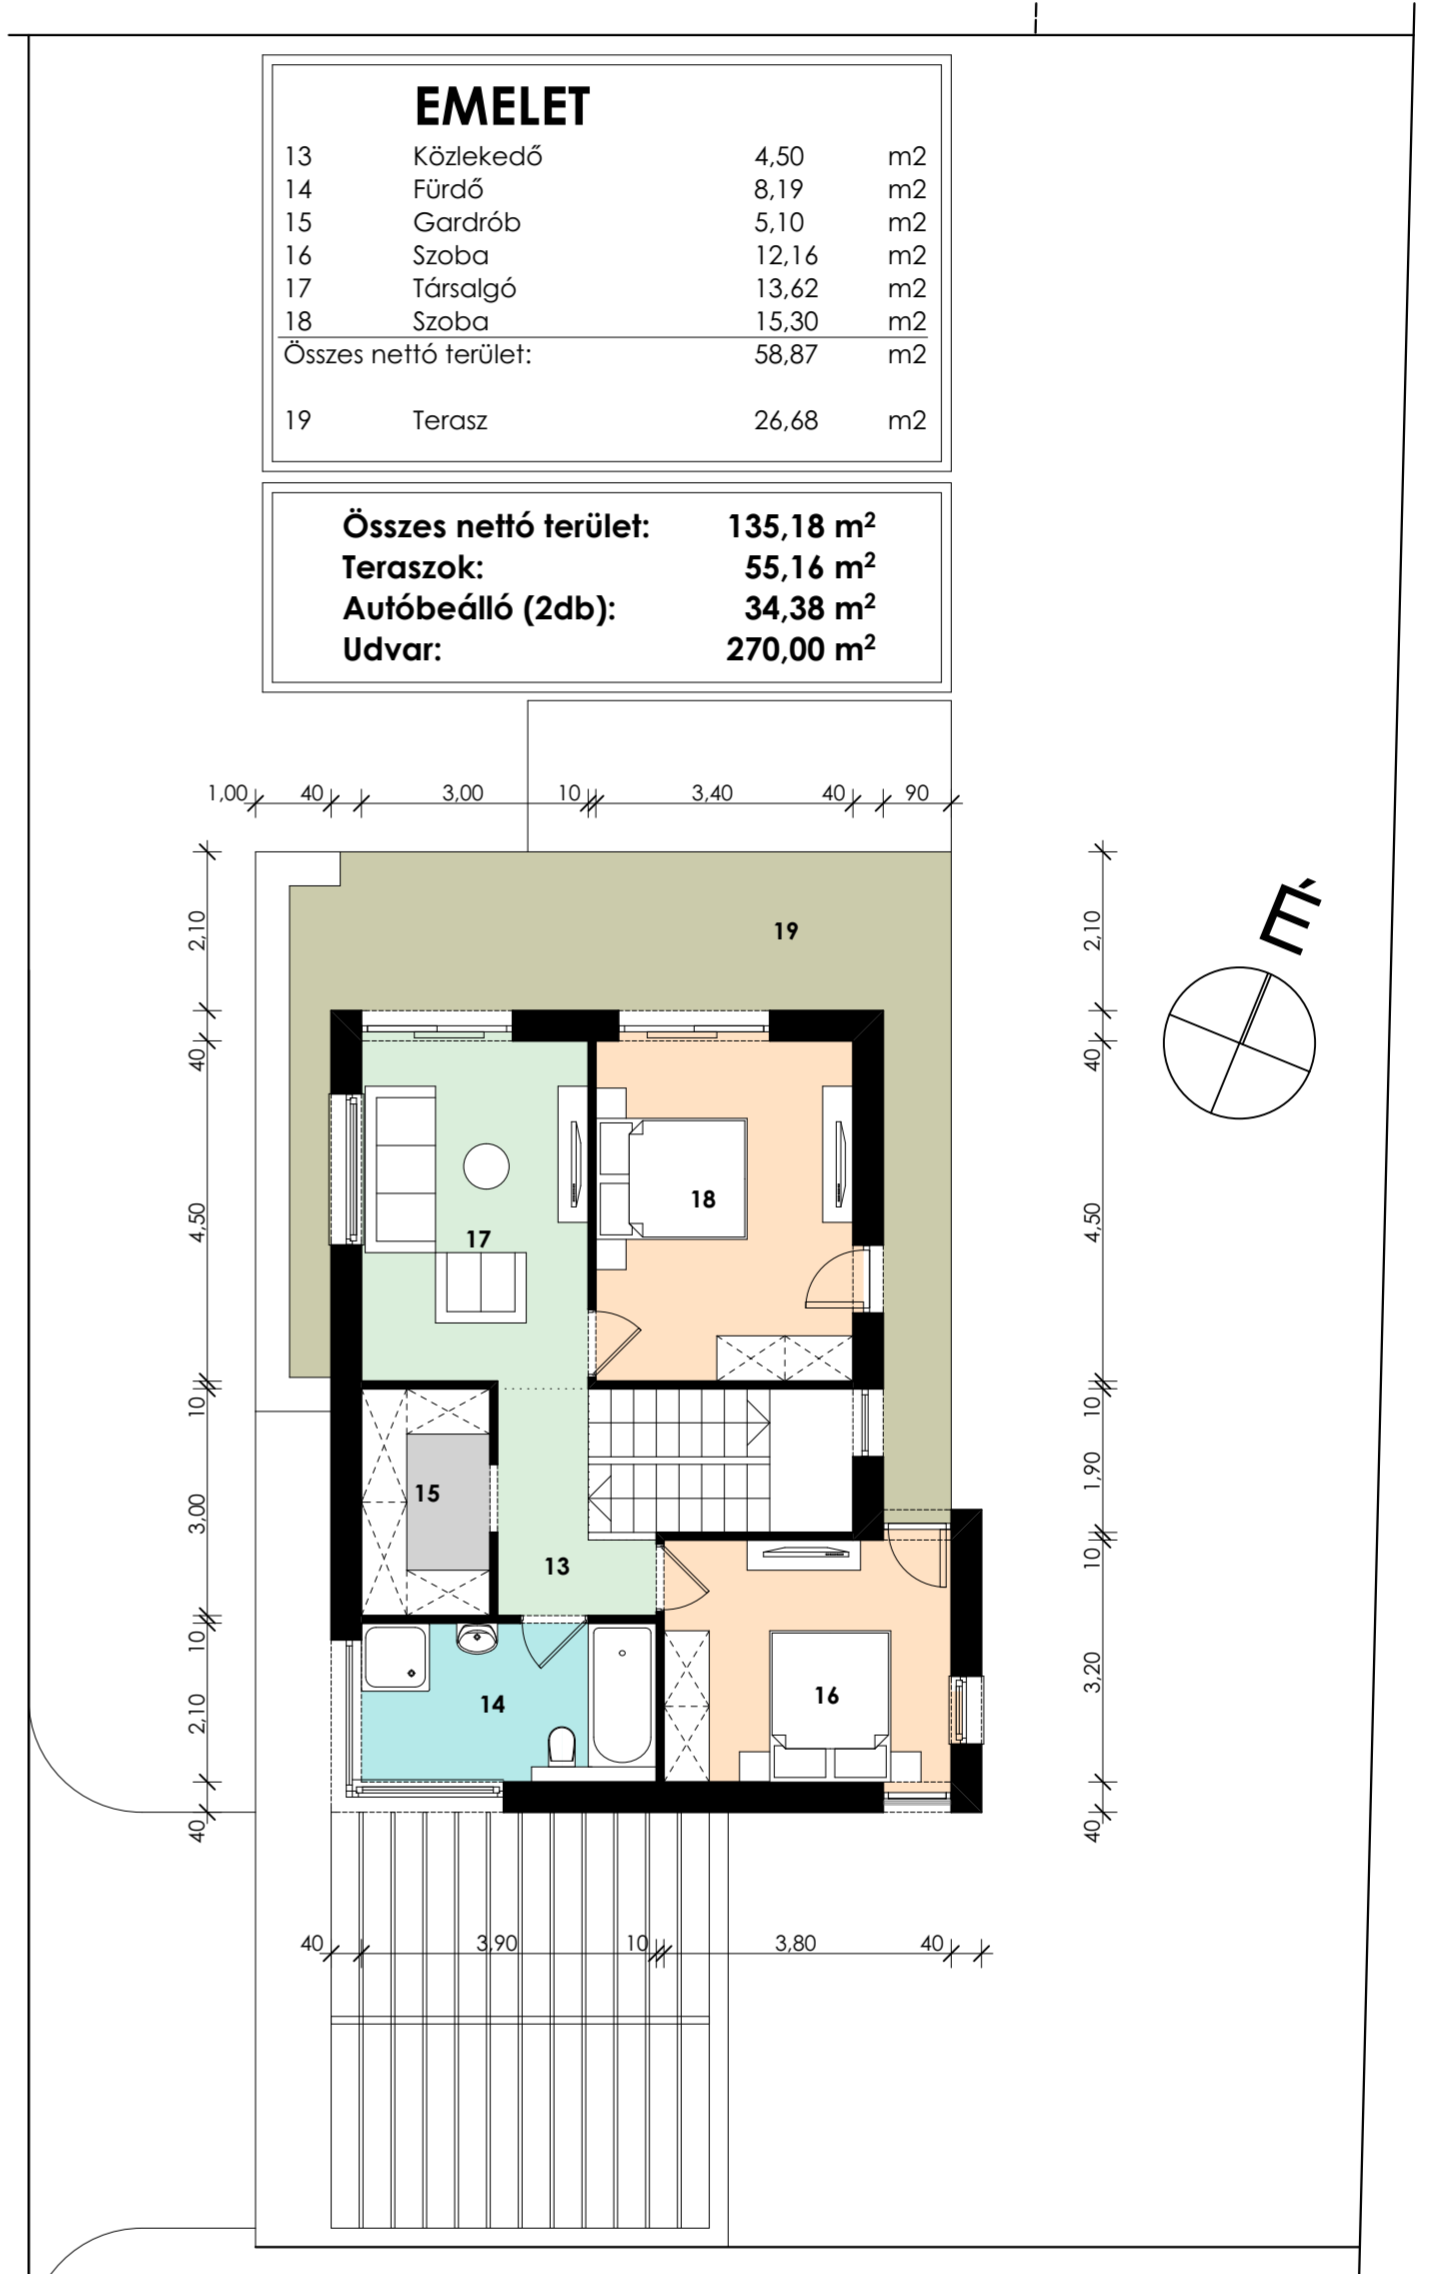 EMELET
13 Közlekedő 4,50 m2
14 Fürdő 8,19 m2
15 Gardrób 5,10 m2
16 Szoba 12,16 m2
17 Társalgó 13,62 m2
18 Szoba 15,30 m2
Összes nettó terület: 58,87 m2
19 Terasz 26,68 m2
Összes nettó terület: 135,18 m²
Teraszok: 55,16 m²
Autóbeálló (2db): 34,38 m²
Udvar: 270,00 m²
1,00 40 3,00 10 3,40 40 90
2,10
40
4,50
10
3,00
10
2,10
40
19
17
18
15
13
14
16
2,10
40
4,50
10
1,90
10
3,20
40
É
40 3,90 10 3,80 40